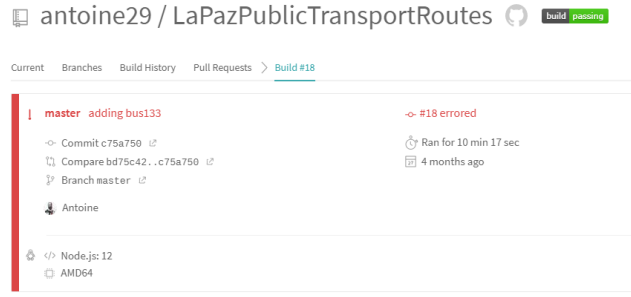 antoine29 / LaPazPublicTransportRoutes build passing
Current Branches Build History Pull Requests Build #18
master adding bus133 #18 errored
Commit c75a750 Ran for 10 min 17 sec
Compare bd75c42..c75a750 4 months ago
Branch master
Antoine
Node.js: 12
AMD64